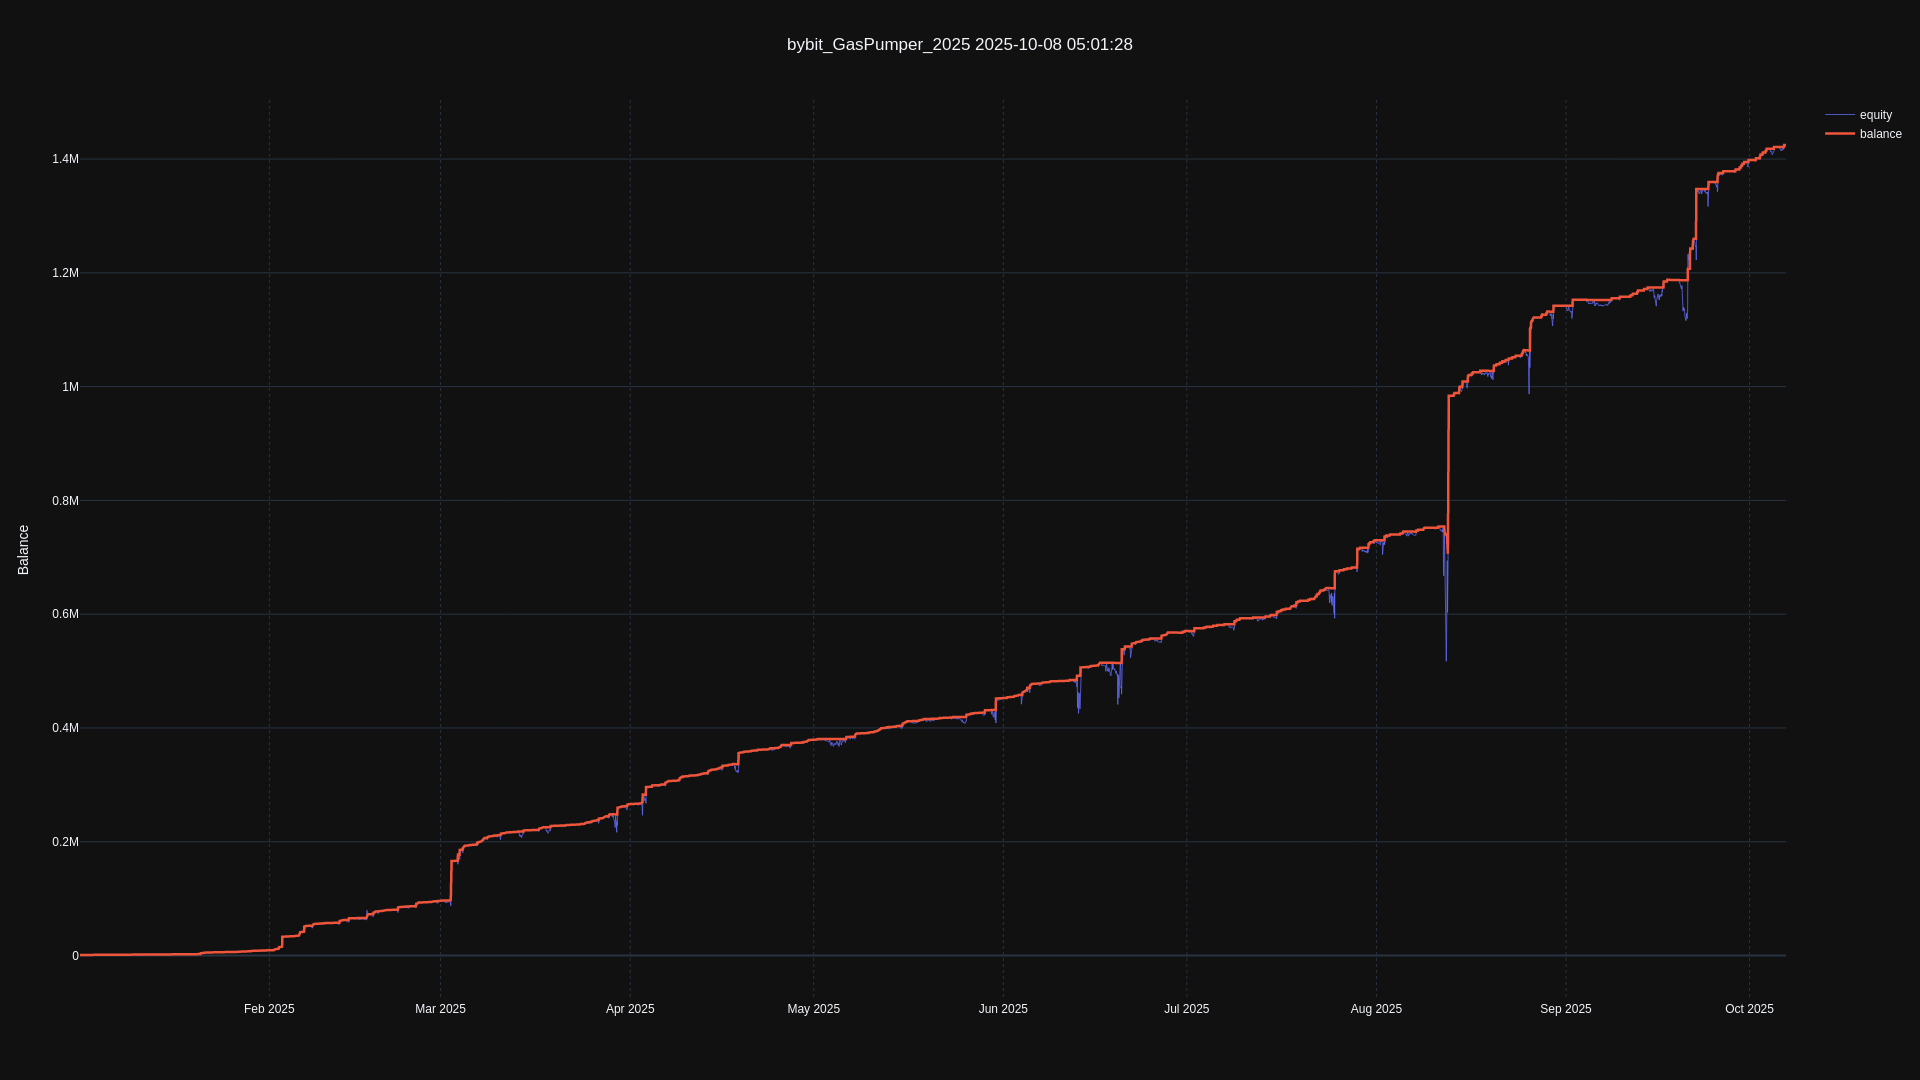 bybit_GasPumper_2025 2025-10-08 05:01:28
equity
balance
1.4M
1.2M
1M
0.8M
0.6M
0.4M
0.2M
0
Balance
Feb 2025
Mar 2025
Apr 2025
May 2025
Jun 2025
Jul 2025
Aug 2025
Sep 2025
Oct 2025